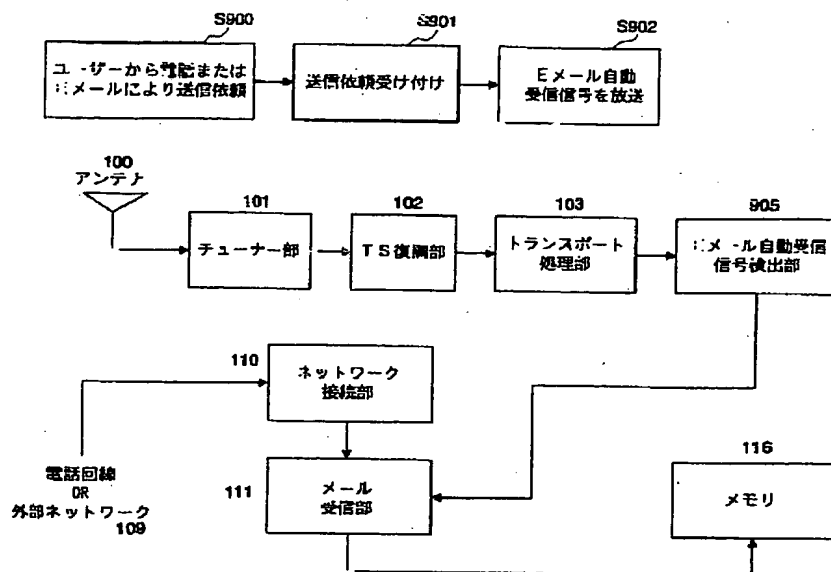 S900
S901
S902
ユーザーから電話または
Eメールにより送信依頼
送信依頼受け付け
Eメール自動
受信信号を放送
100
アンテナ
101
チューナー部
102
TS復調部
103
トランスポート
処理部
905
Eメール自動受信
信号検出部
110
ネットワーク
接続部
電話回線
OR
外部ネットワーク
109
111
メール
受信部
116
メモリ